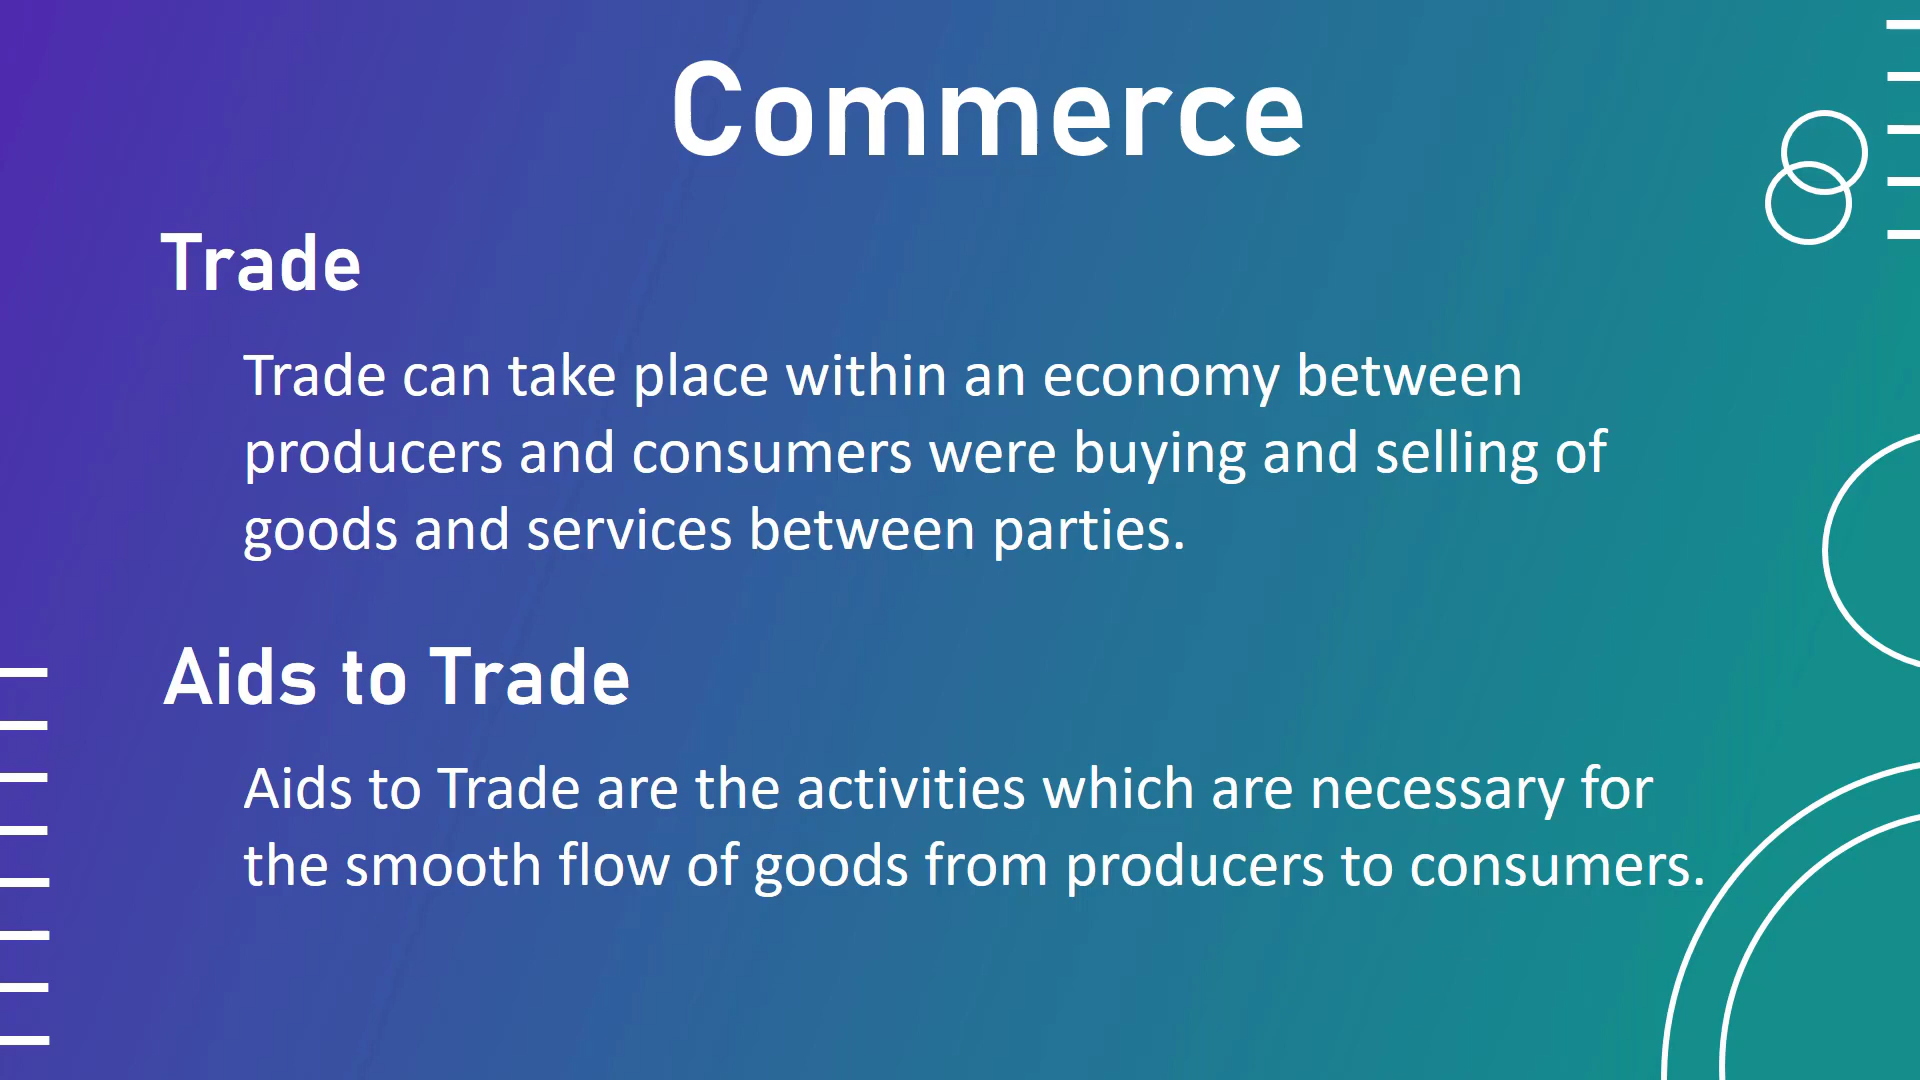 Commerce
Trade
Trade can take place within an economy between
producers and consumers were buying and selling of
goods and services between parties.
Aids to Trade
Aids to Trade are the activities which are necessary for
the smooth flow of goods from producers to consumers.